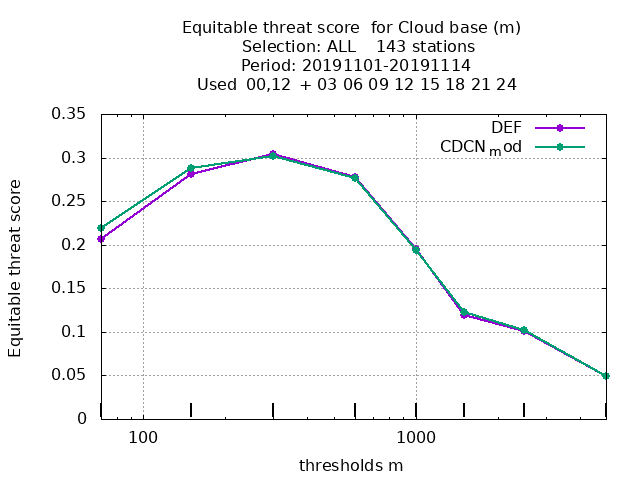 Equitable threat score  for Cloud base (m)
Selection: ALL    143 stations
Period: 20191101-20191114
Used  00,12  + 03 06 09 12 15 18 21 24
0.35
0.3
0.25
0.2
0.15
0.1
0.05
0
Equitable threat score
DEF
CDCNmod
100
1000
thresholds m